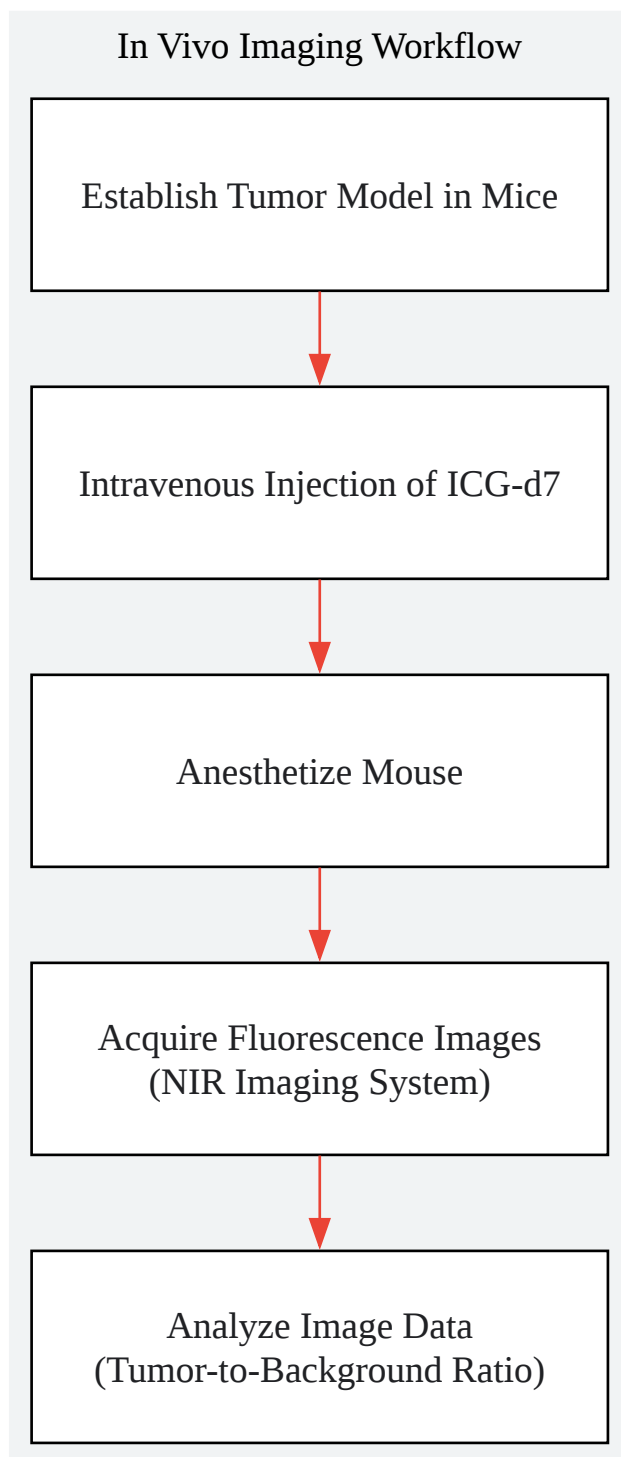 In Vivo Imaging Workflow
Establish Tumor Model in Mice
Intravenous Injection of ICG-d7
Anesthetize Mouse
Acquire Fluorescence Images
(NIR Imaging System)
Analyze Image Data
(Tumor-to-Background Ratio)